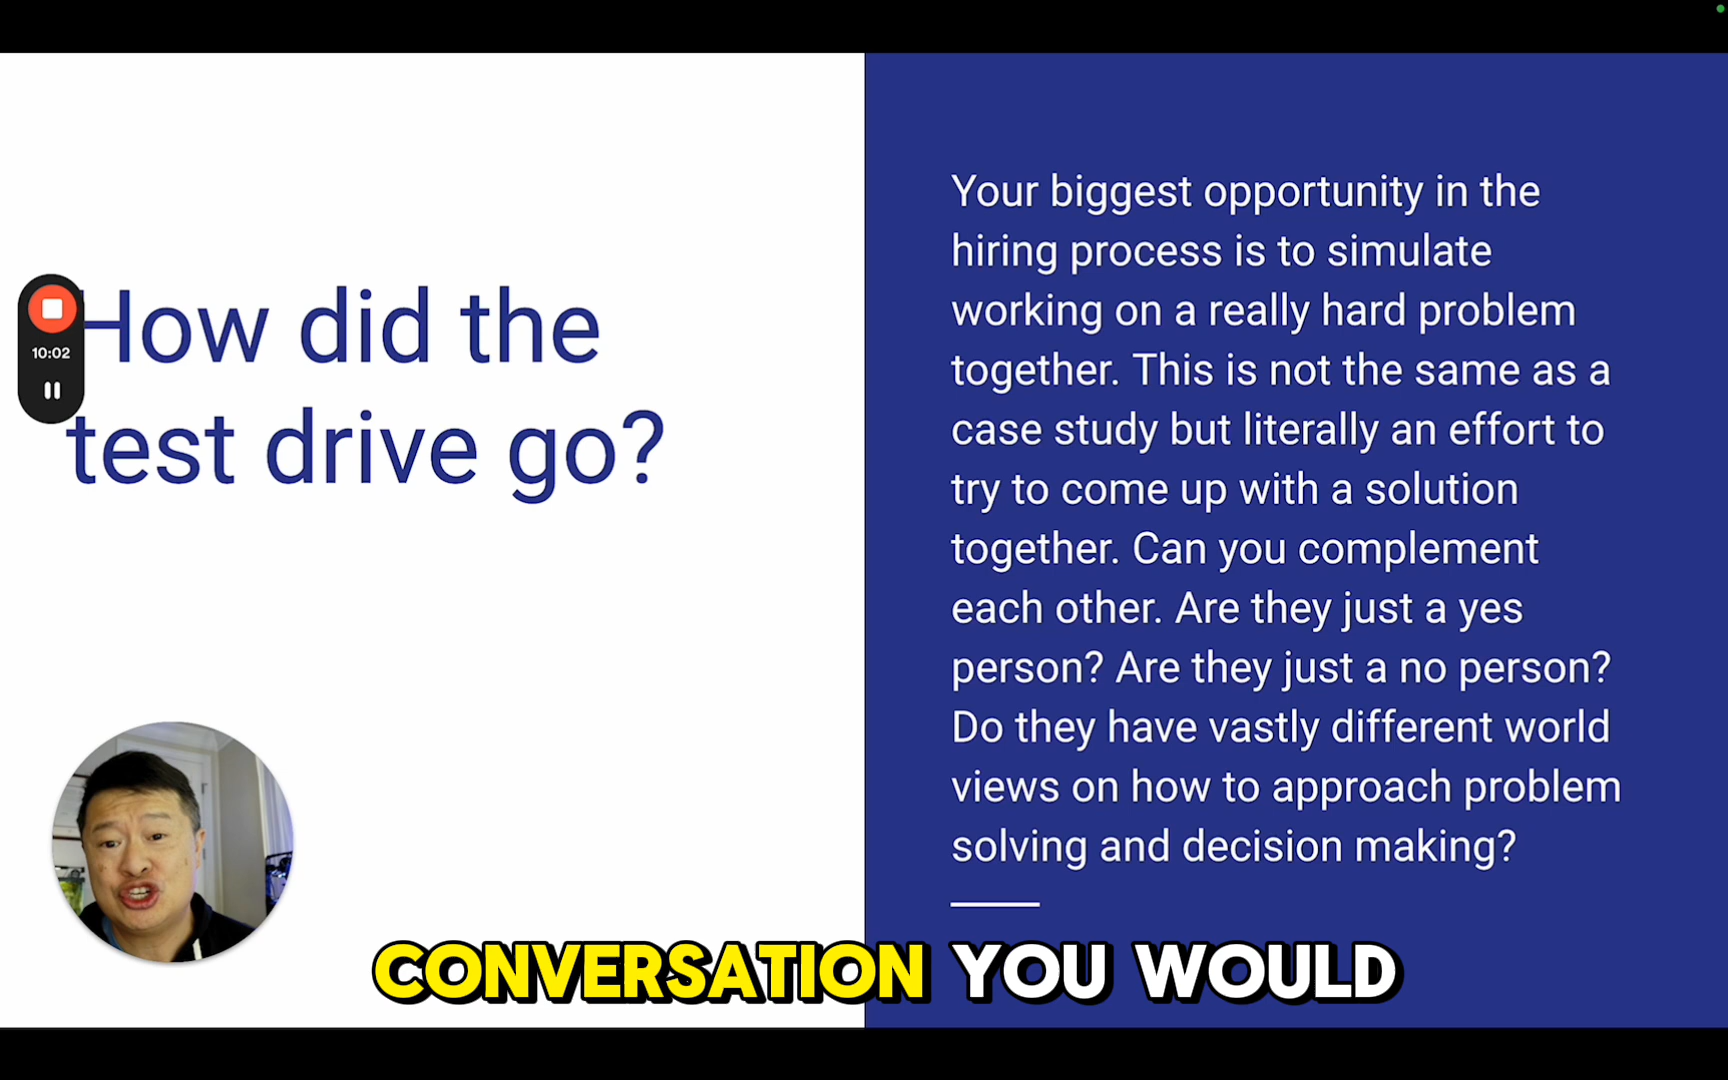 How did the
test drive go?
10:02
Your biggest opportunity in the
hiring process is to simulate
working on a really hard problem
together. This is not the same as a
case study but literally an effort to
try to come up with a solution
together. Can you complement
each other. Are they just a yes
person? Are they just a no person?
Do they have vastly different world
views on how to approach problem
solving and decision making?
CONVERSATION YOU WOULD